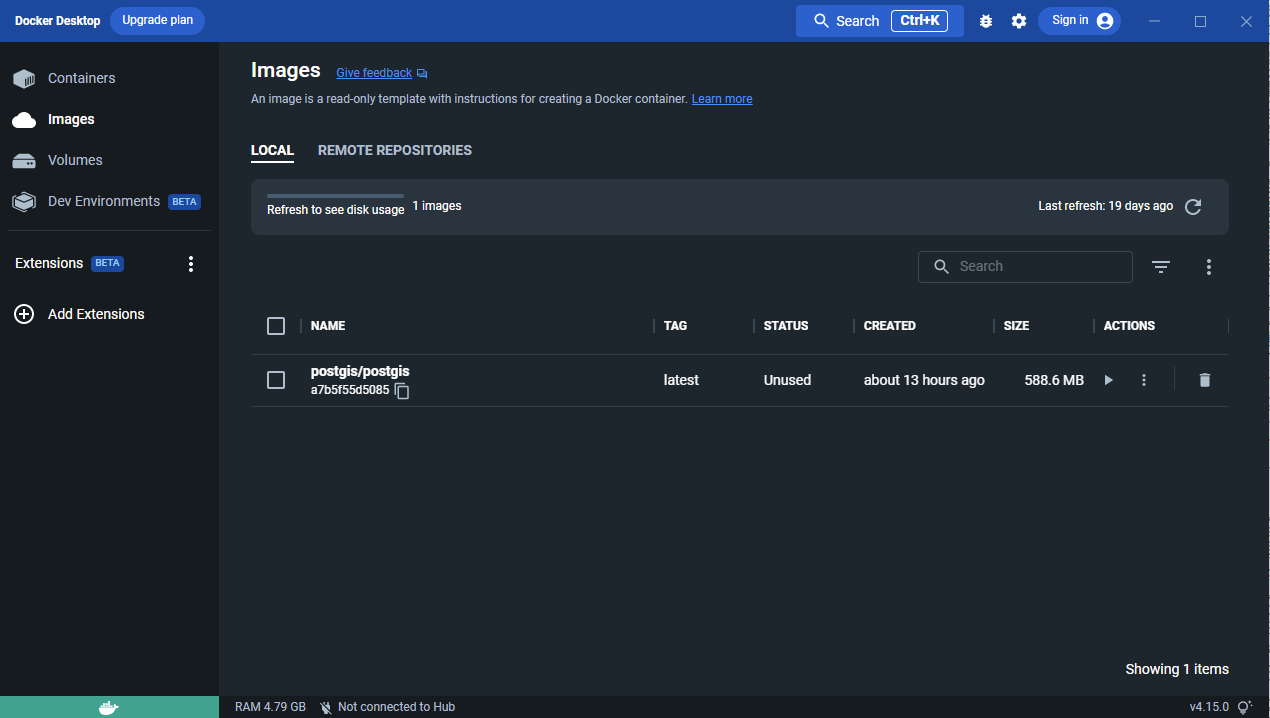 Docker Desktop
Upgrade plan
Search
Ctrl+K
Sign in
Containers
Images
Volumes
Dev Environments
BETA
Extensions
BETA
Add Extensions
Images
Give feedback
An image is a read-only template with instructions for creating a Docker container. Learn more
LOCAL
REMOTE REPOSITORIES
Refresh to see disk usage
1 images
Last refresh: 19 days ago
Search
NAME
TAG
STATUS
CREATED
SIZE
ACTIONS
postgis/postgis
a7b5f55d5085
latest
Unused
about 13 hours ago
588.6 MB
Showing 1 items
RAM 4.79 GB
Not connected to Hub
v4.15.0